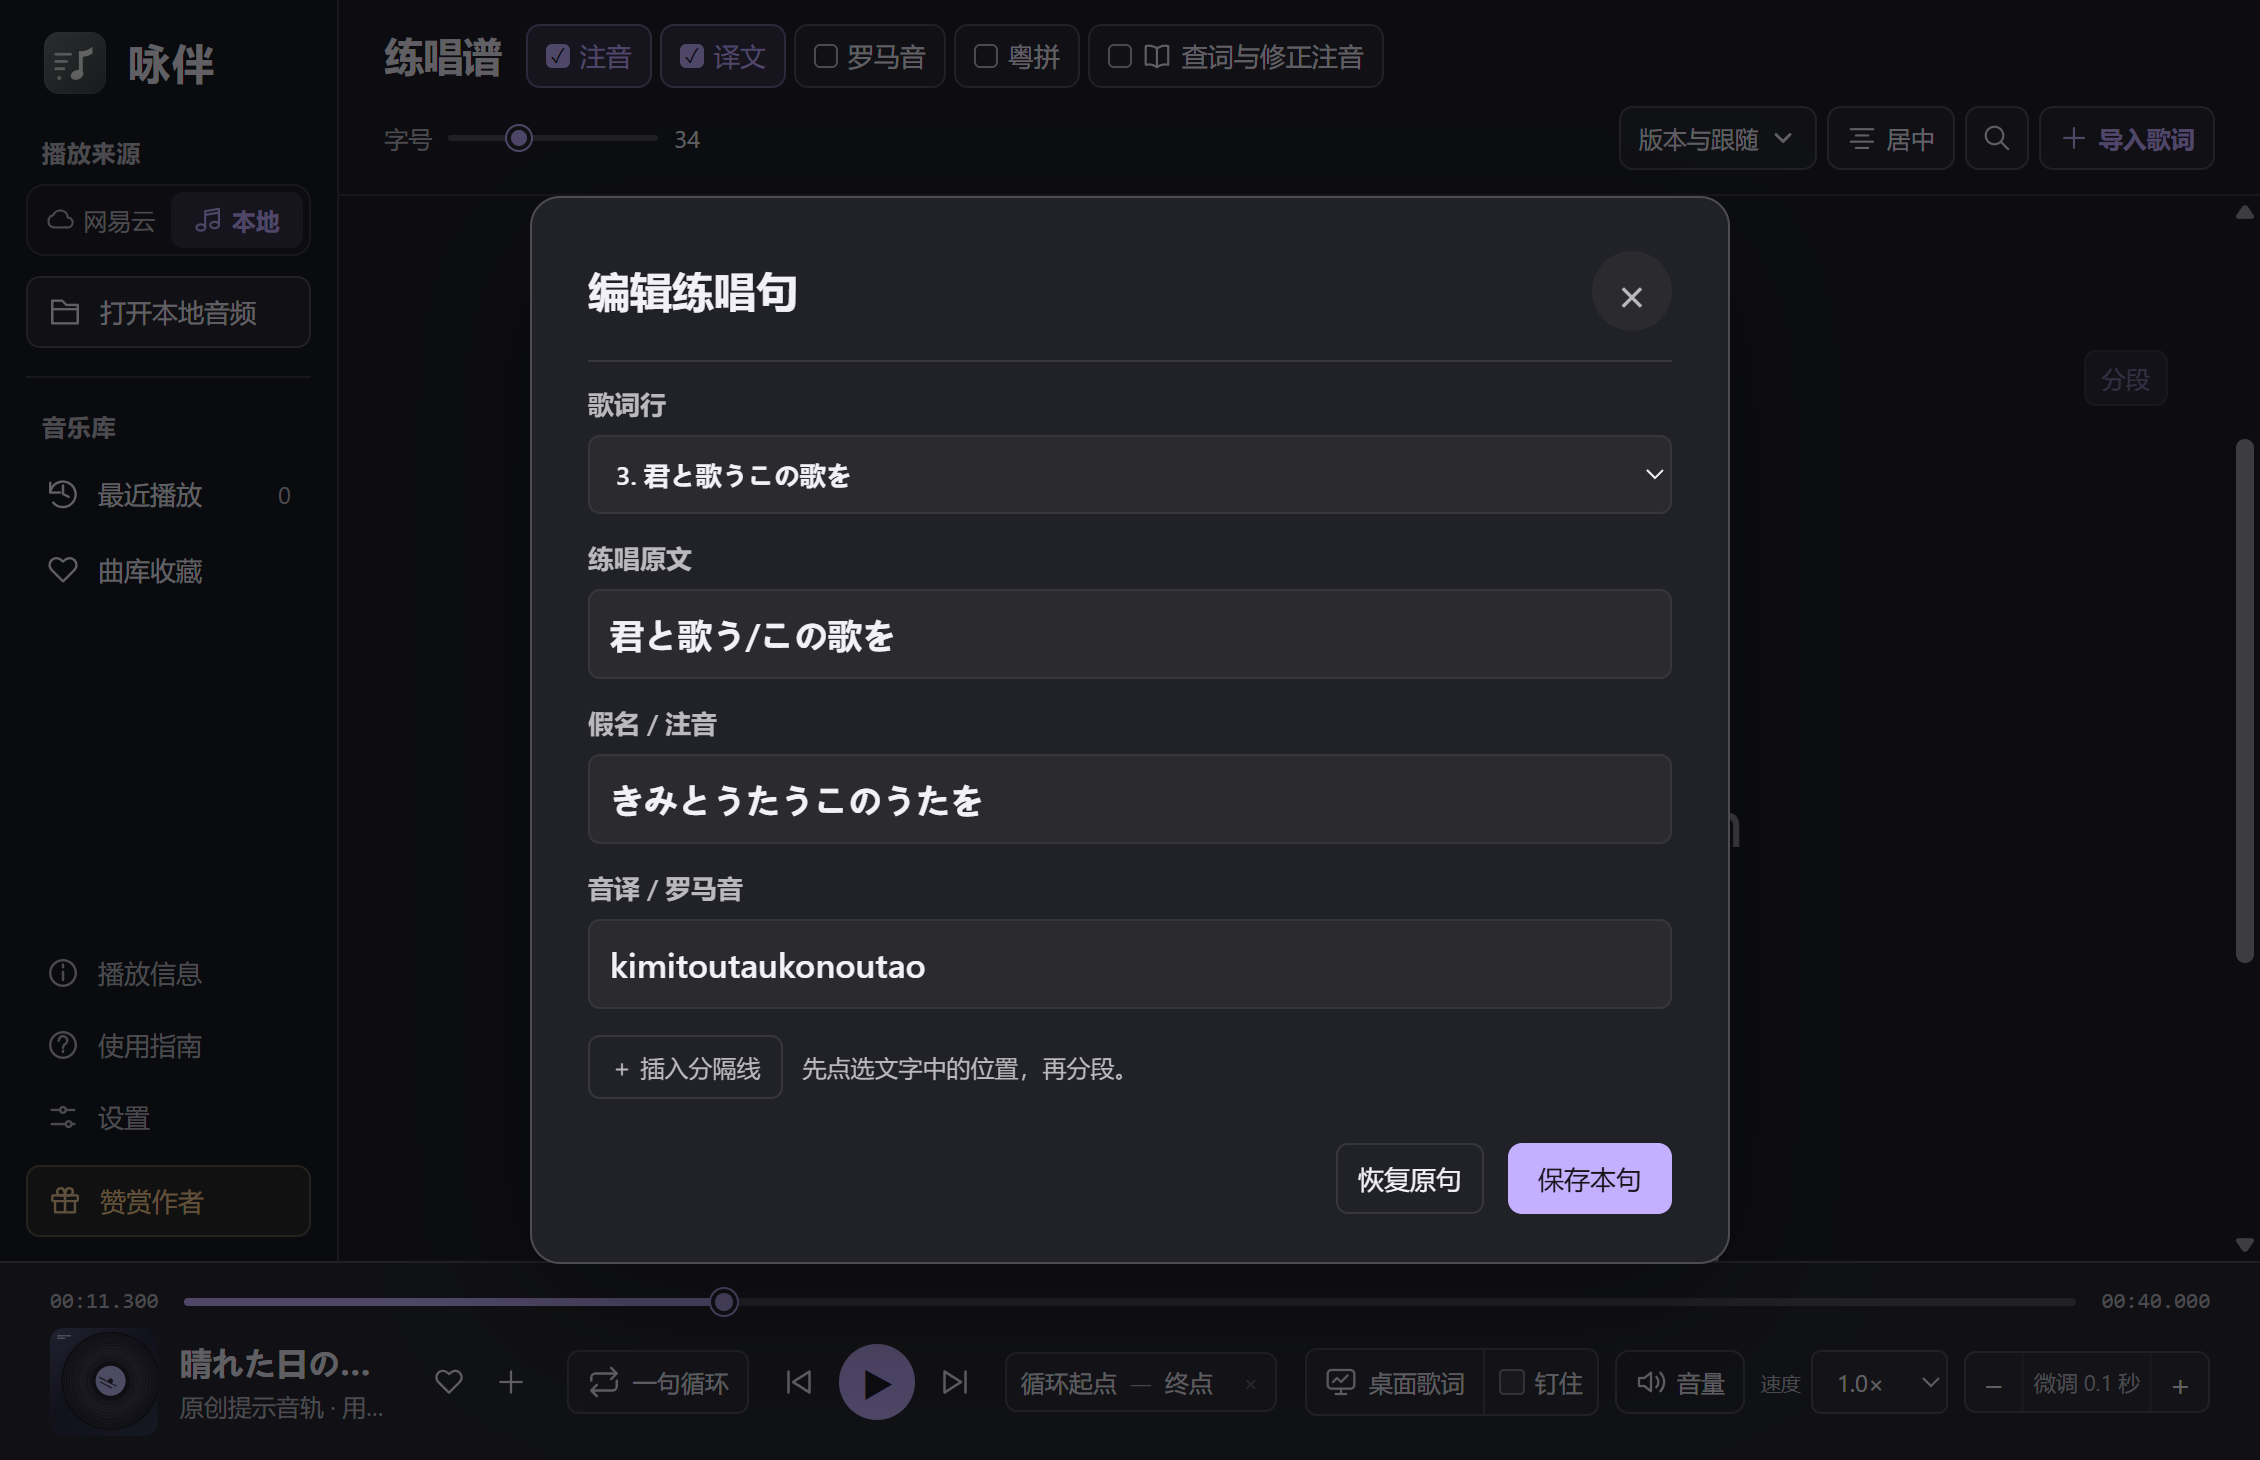 咏伴
播放来源
网易云
本地
打开本地音频
音乐库
最近播放 0
曲库收藏
播放信息
使用指南
设置
赞赏作者
练唱谱
注音
译文
罗马音
粤拼
查词与修正注音
字号 34
版本与跟随
居中
+ 导入歌词
分段
编辑练唱句
歌词行
3. 君と歌うこの歌を
练唱原文
君と歌う/この歌を
假名 / 注音
きみとうたうこのうたを
音译 / 罗马音
kimitoutaukonoutao
+ 插入分隔线
先点选文字中的位置，再分段。
恢复原句
保存本句
00:11.300
00:40.000
晴れた日の...
原创提示音轨 · 用...
一句循环
循环起点 — 终点 ×
桌面歌词
钉住
音量
速度
1.0×
− 微调 0.1 秒 +